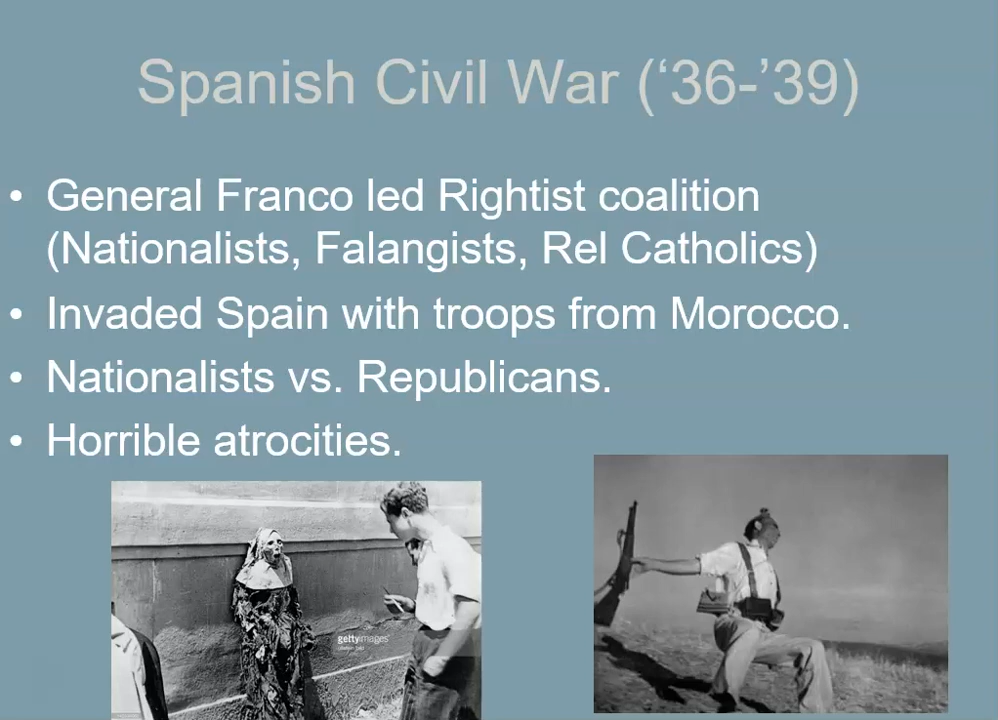 Spanish Civil War (‘36-’39)
• General Franco led Rightist coalition
(Nationalists, Falangists, Rel Catholics)
• Invaded Spain with troops from Morocco.
• Nationalists vs. Republicans.
• Horrible atrocities.
gettyimages